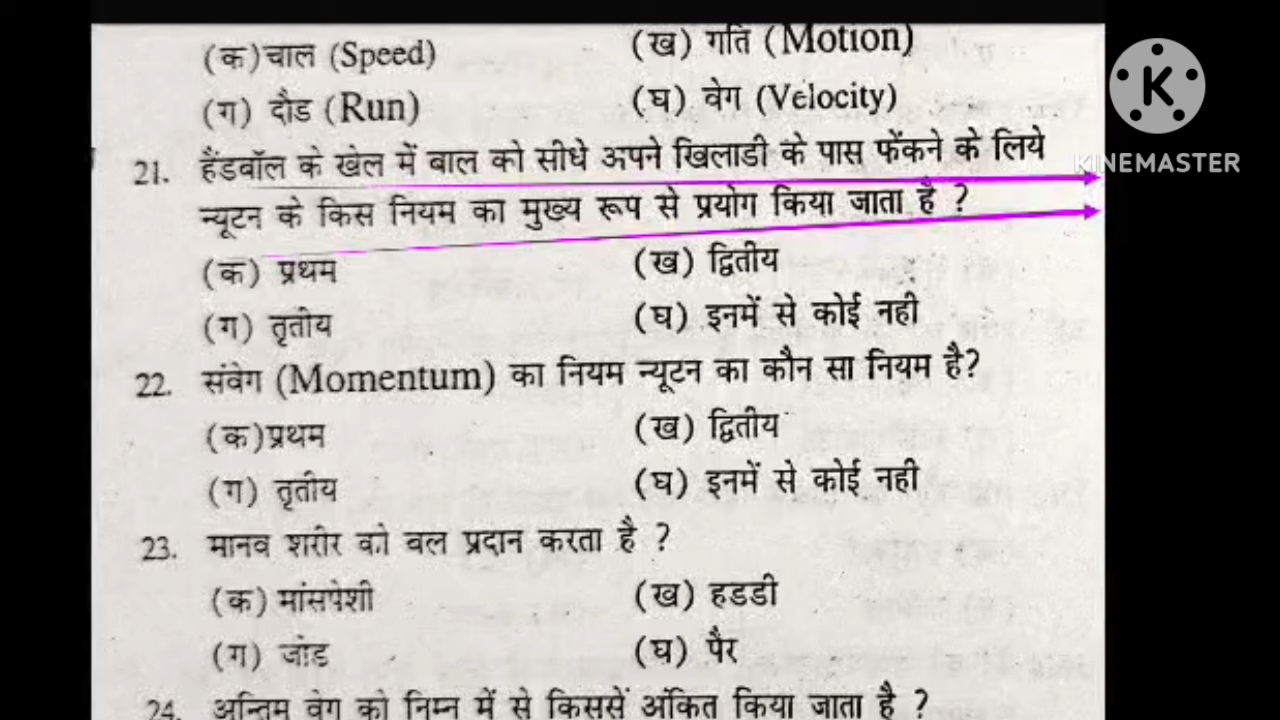 (क)चाल (Speed) (ख) गति (Motion)
(ग) दौड (Run) (घ) वेग (Velocity)
K
KINEMASTER
21. हैंडबॉल के खेल में बाल को सीधे अपने खिलाडी के पास फेंकने के लिये
न्यूटन के किस नियम का मुख्य रूप से प्रयोग किया जाता है ?
(क) प्रथम (ख) द्वितीय
(ग) तृतीय (घ) इनमें से कोई नही
22. संवेग (Momentum) का नियम न्यूटन का कौन सा नियम है?
(क)प्रथम (ख) द्वितीय
(ग) तृतीय (घ) इनमें से कोई नही
23. मानव शरीर को वल प्रदान करता है ?
(क) मांसपेशी (ख) हडडी
(ग) जोड (घ) पैर
24. अन्तिम वेग को निम्न में से किससें अंकित किया जाता है ?